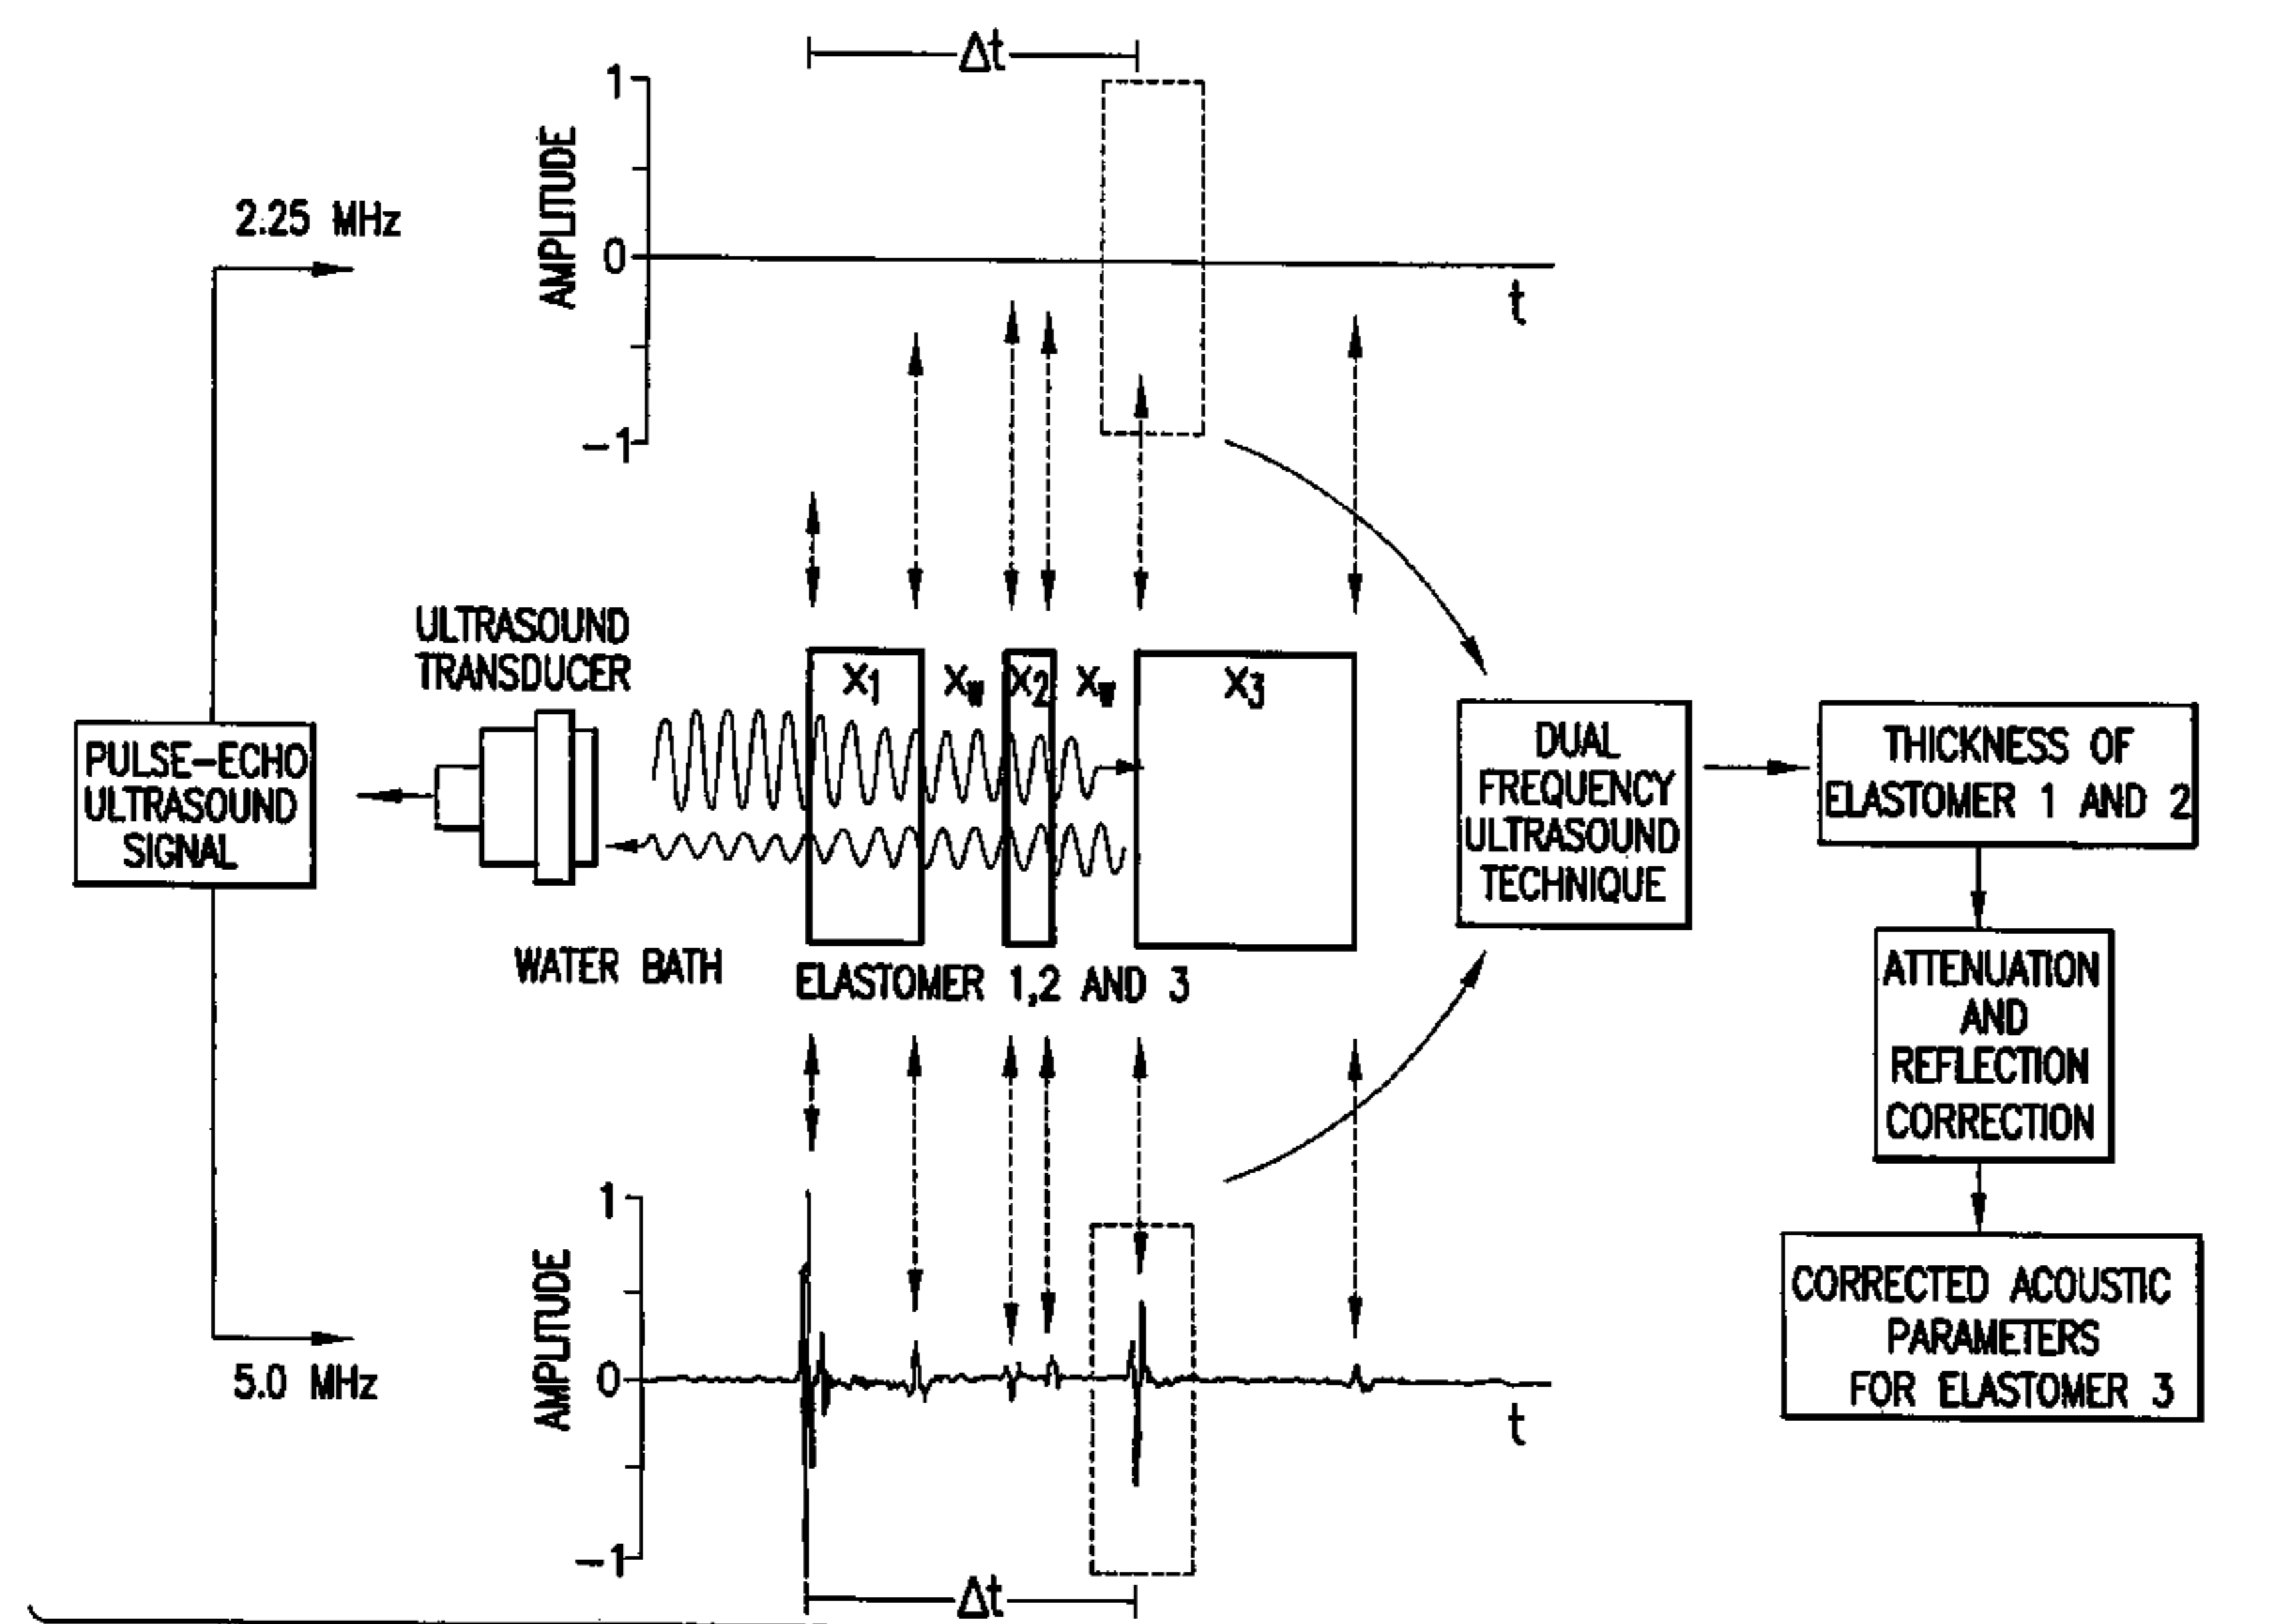 Δt
1
AMPLITUDE
0
-1
t
2.25 MHz
ULTRASOUND
TRANSDUCER
X1
Xw
X2
Xw
X3
PULSE-ECHO
ULTRASOUND
SIGNAL
DUAL
FREQUENCY
ULTRASOUND
TECHNIQUE
THICKNESS OF
ELASTOMER 1 AND 2
WATER BATH
ELASTOMER 1,2 AND 3
ATTENUATION
AND
REFLECTION
CORRECTION
1
AMPLITUDE
0
-1
t
5.0 MHz
CORRECTED ACOUSTIC
PARAMETERS
FOR ELASTOMER 3
Δt